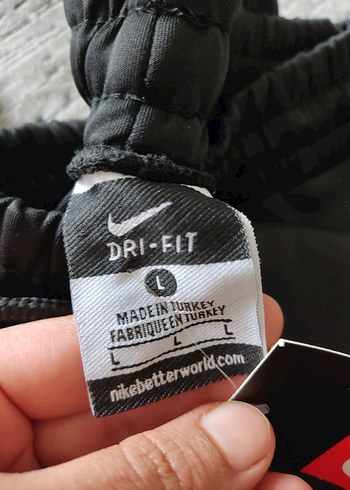 DRI-FIT
L
MADE IN TURKEY
FABRIQUE EN TURKEY
L L L
nikebetterworld.com